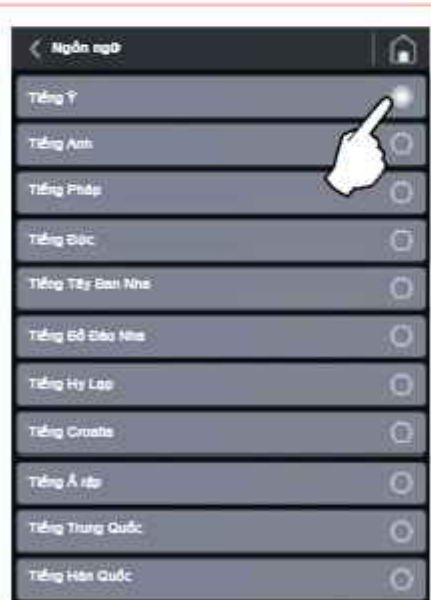 Ngôn ngữ
Tiếng Ý
Tiếng Anh
Tiếng Pháp
Tiếng Đức
Tiếng Tây Ban Nha
Tiếng Bồ Đào Nha
Tiếng Hy Lạp
Tiếng Croatia
Tiếng Ả rập
Tiếng Trung Quốc
Tiếng Hàn Quốc